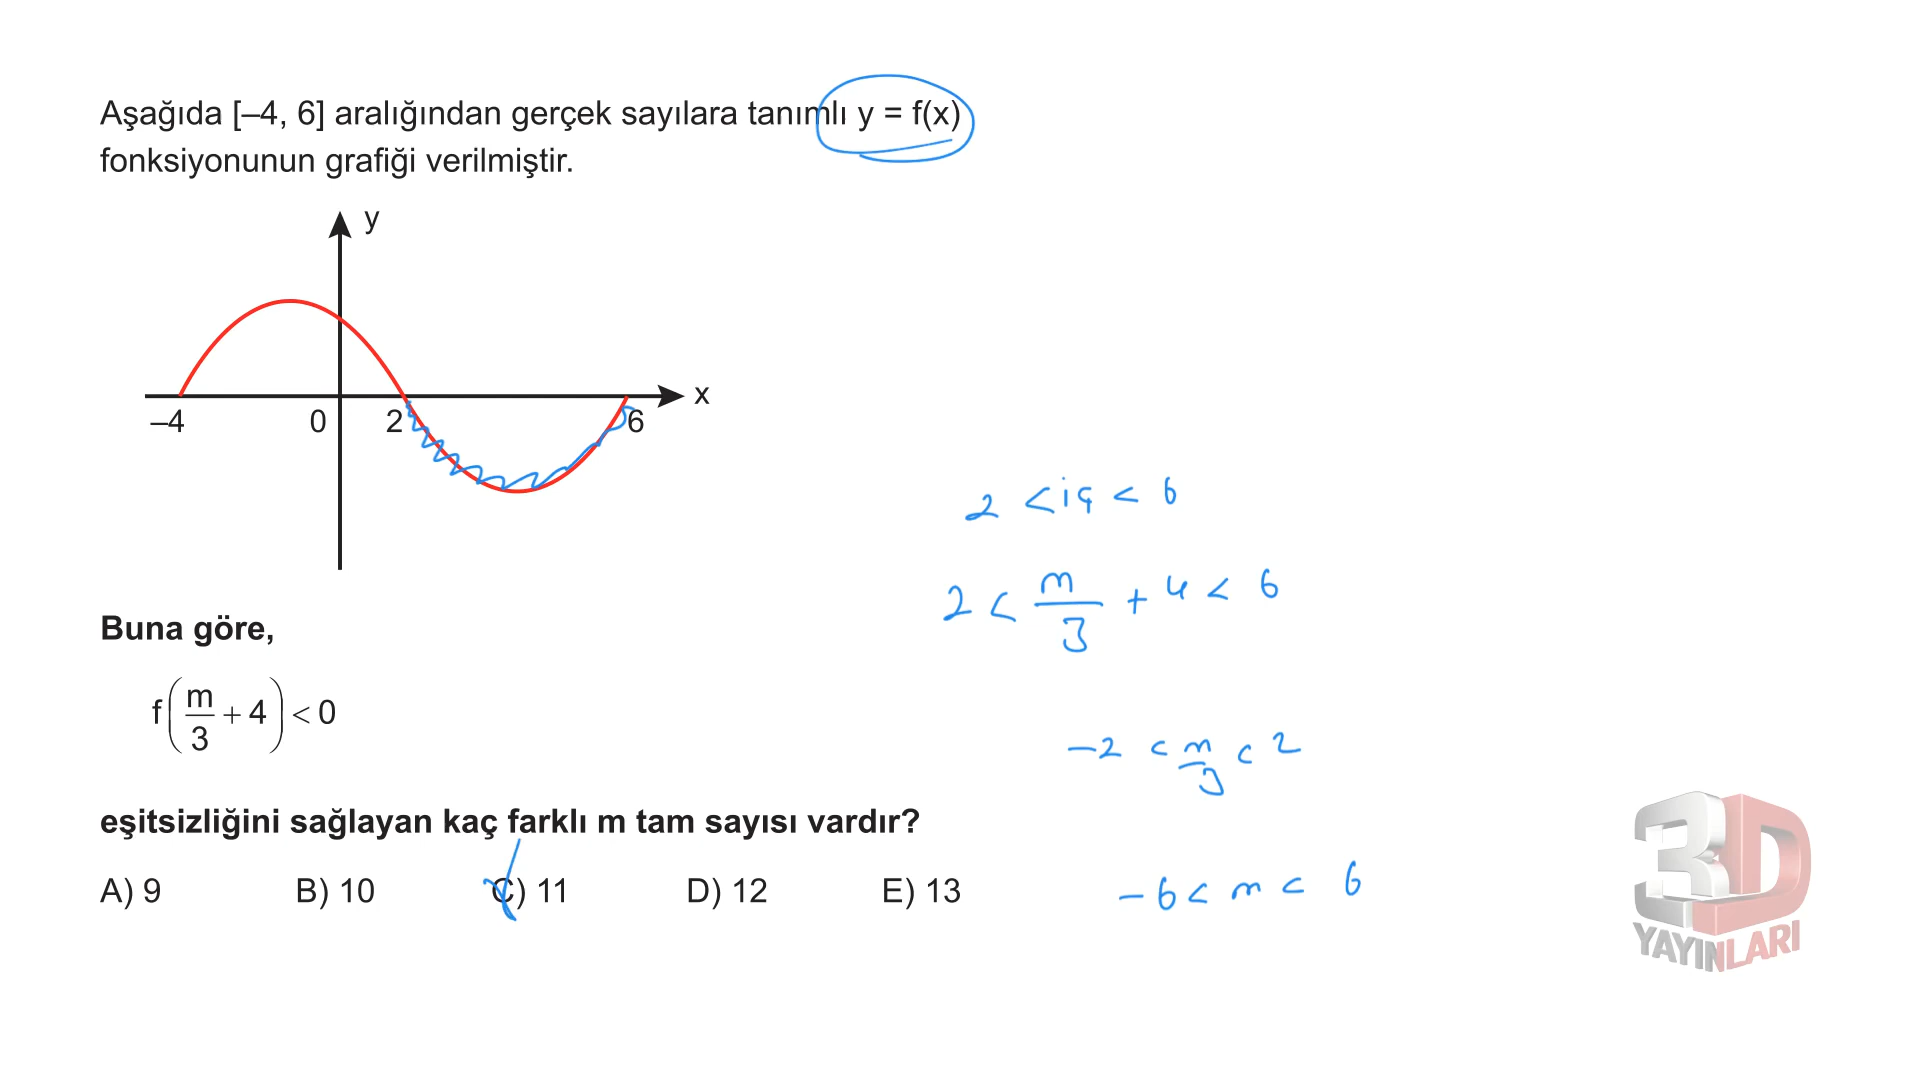 Aşağıda [–4, 6] aralığından gerçek sayılara tanımlı y = f(x)
fonksiyonunun grafiği verilmiştir.
y
x
–4 0 2 6
2 < iç < 6
2 < m/3 + 4 < 6
Buna göre,
f(m/3 + 4) < 0
–2 < m/3 < 2
eşitsizliğini sağlayan kaç farklı m tam sayısı vardır?
A) 9 B) 10 C) 11 D) 12 E) 13
–6 < m < 6
3D
YAYINLARI